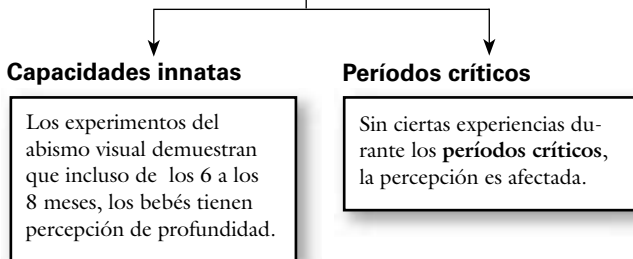 Capacidades innatas
Los experimentos del
abismo visual demuestran
que incluso de los 6 a los
8 meses, los bebés tienen
percepción de profundidad.
Períodos críticos
Sin ciertas experiencias du-
rante los períodos críticos,
la percepción es afectada.